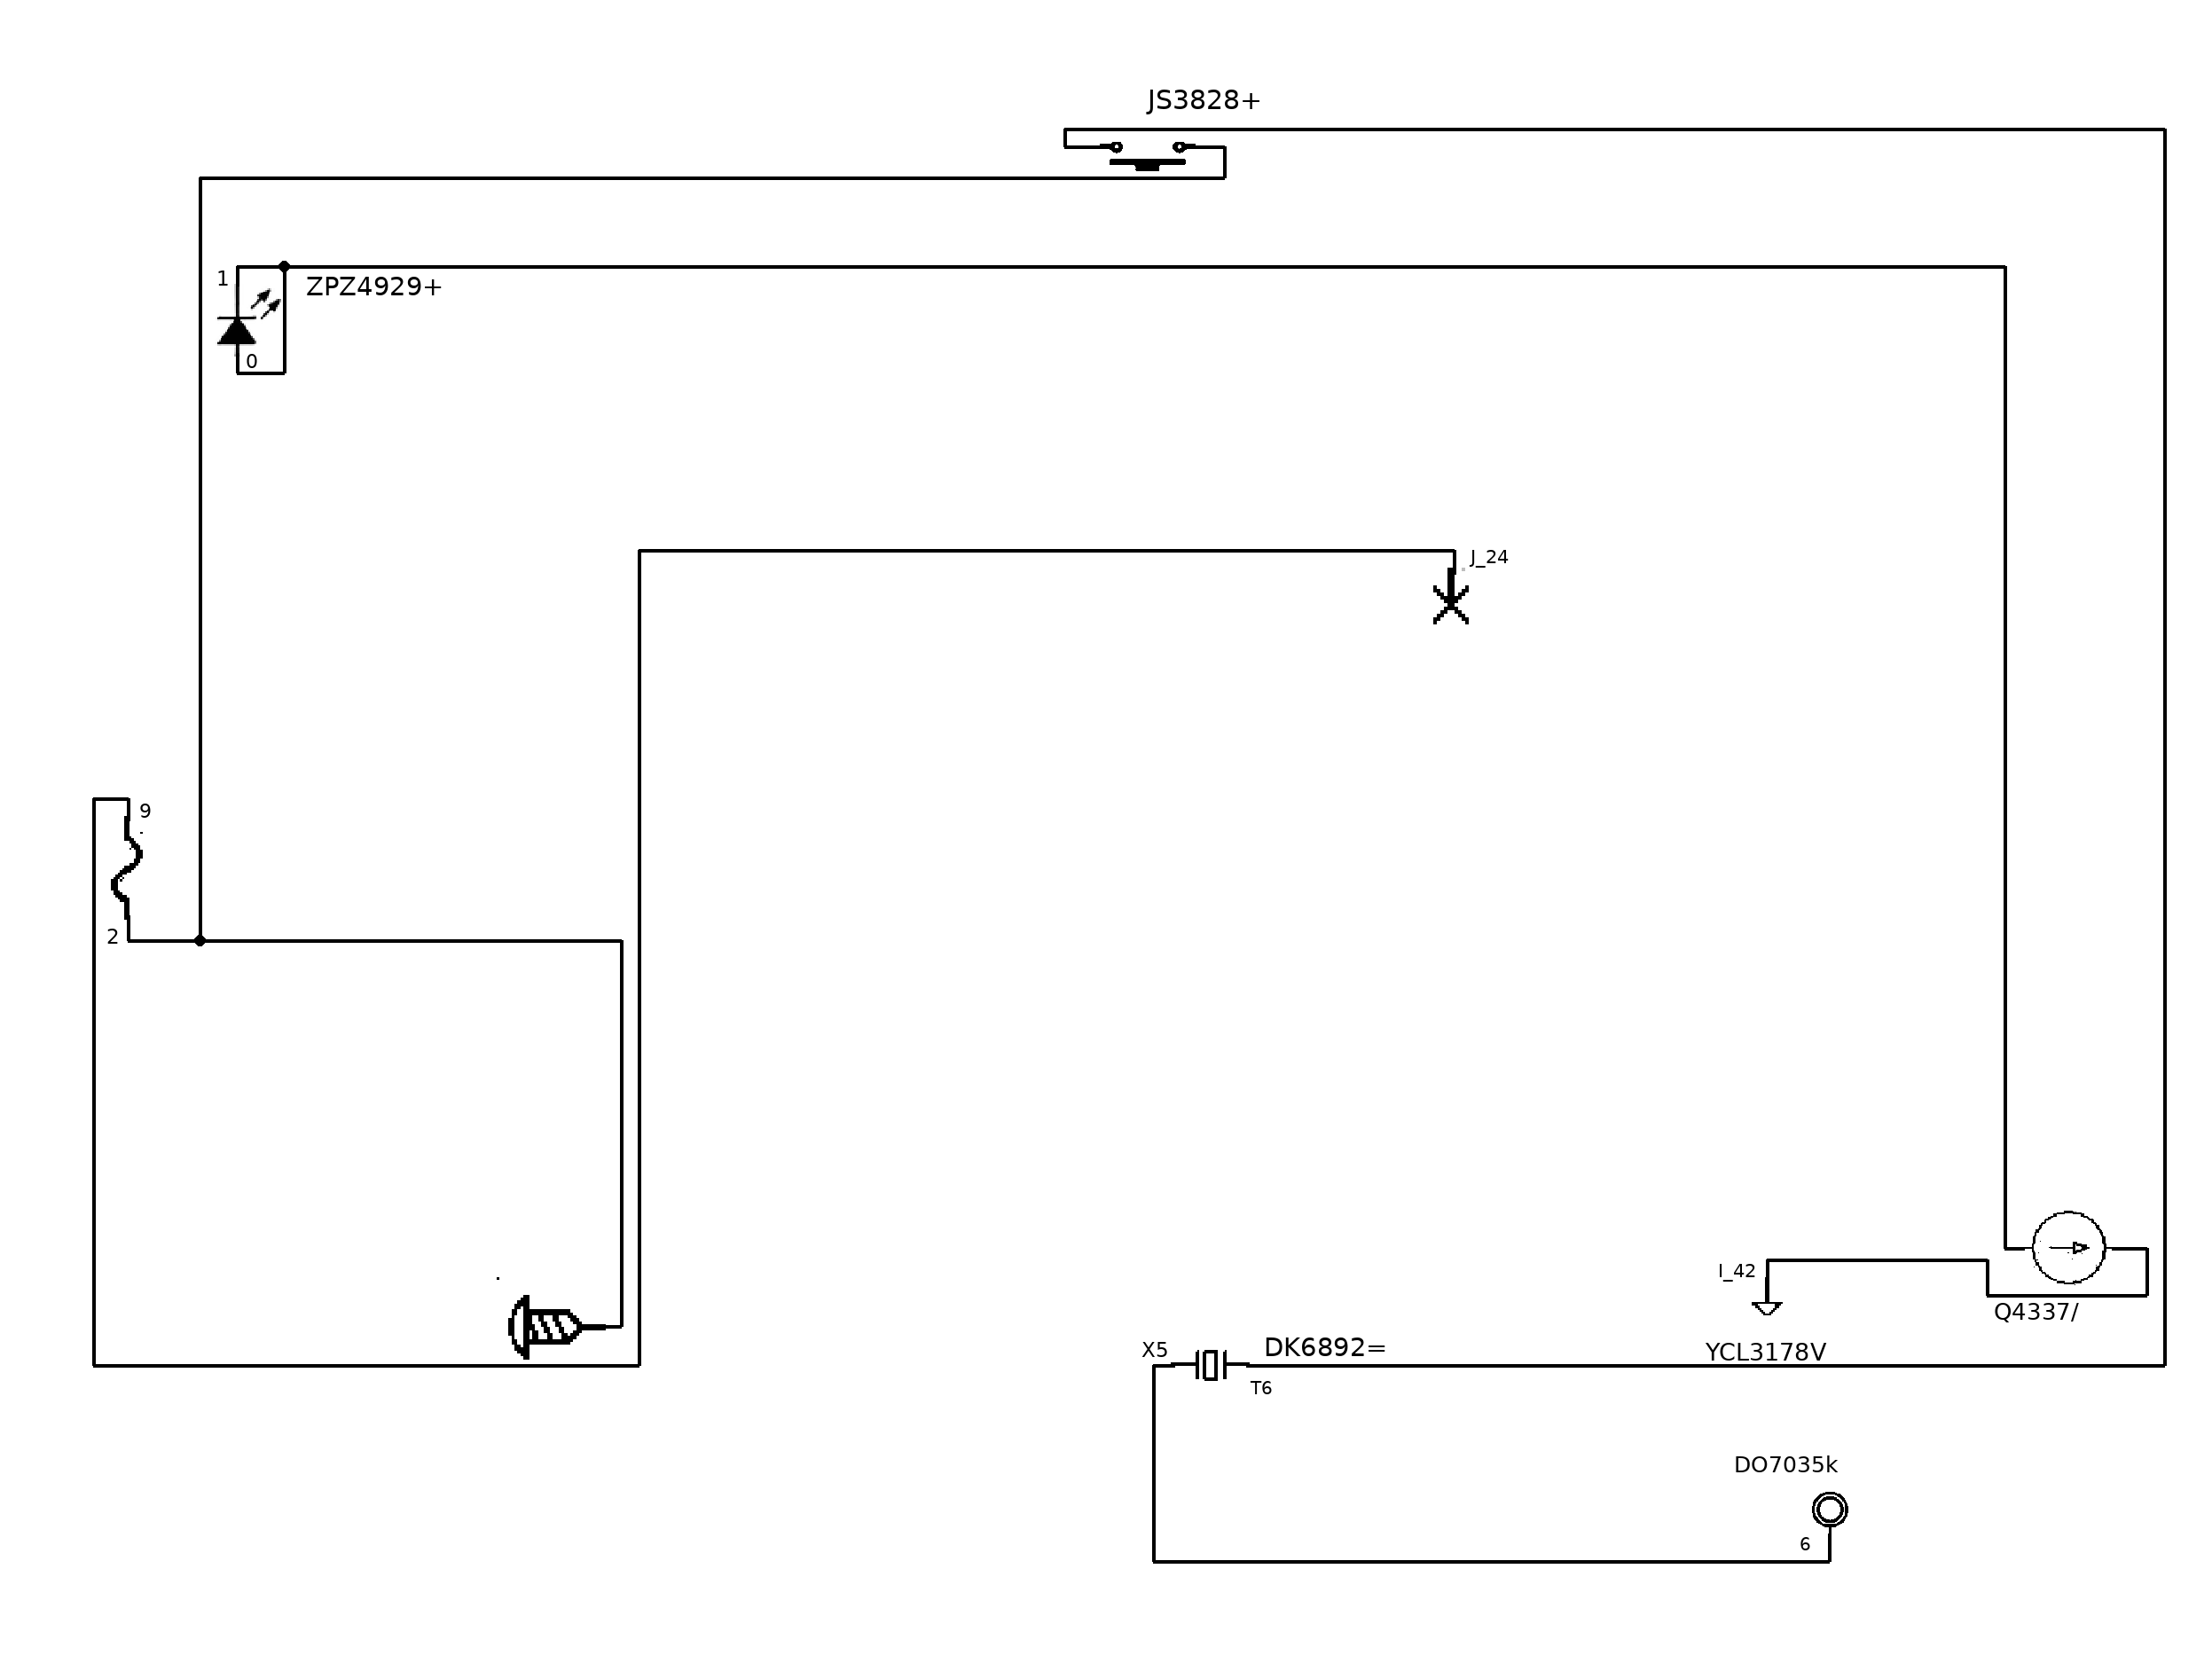 JS3828+
1
ZPZ4929+
0
J_24
9
2
I_42
Q4337/
X5
DK6892=
YCL3178V
T6
DO7035k
6